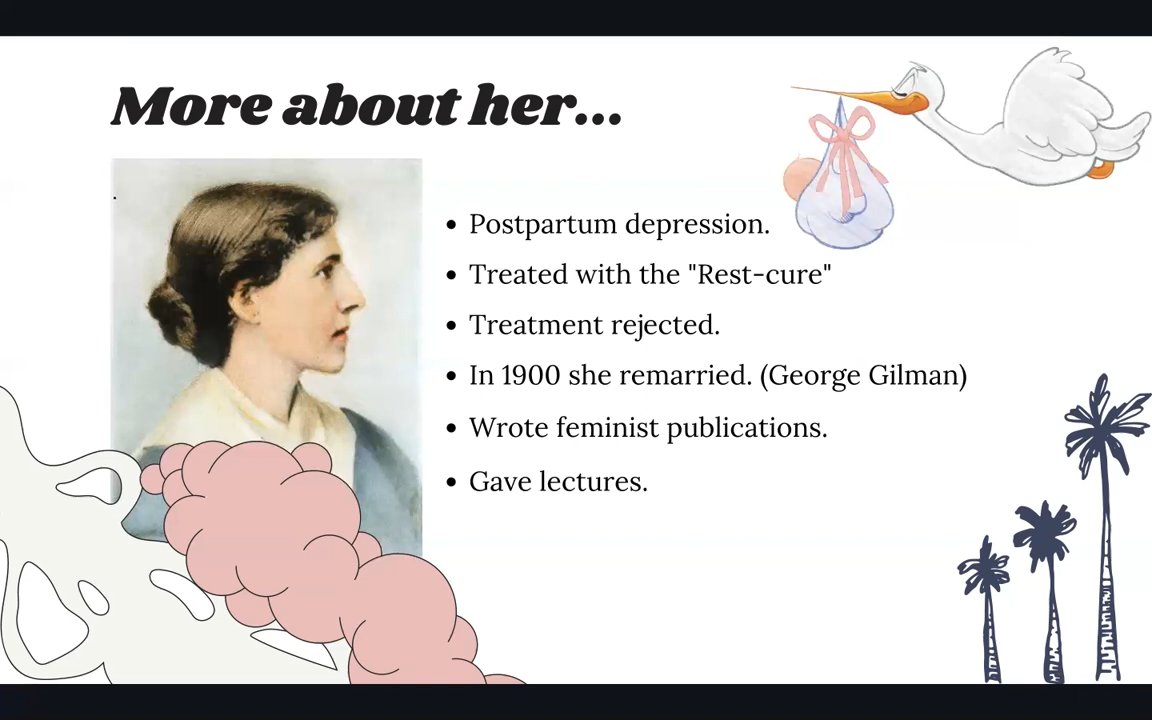 More about her...
Postpartum depression.
Treated with the "Rest-cure"
Treatment rejected.
In 1900 she remarried. (George Gilman)
Wrote feminist publications.
Gave lectures.